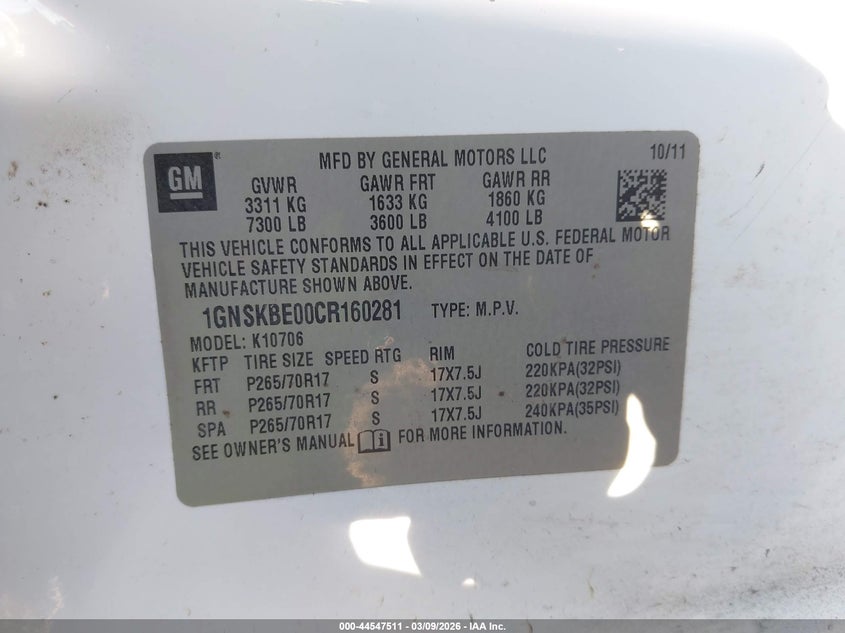 GM ® MFD BY GENERAL MOTORS LLC 10/11
GVWR GAWR FRT GAWR RR
3311 KG 1633 KG 1860 KG
7300 LB 3600 LB 4100 LB
THIS VEHICLE CONFORMS TO ALL APPLICABLE U.S. FEDERAL MOTOR
VEHICLE SAFETY STANDARDS IN EFFECT ON THE DATE OF
MANUFACTURE SHOWN ABOVE.
1GNSKBE00CR160281 TYPE: M.P.V.
MODEL: K10706
KFTP TIRE SIZE SPEED RTG RIM COLD TIRE PRESSURE
FRT P265/70R17 S 17X7.5J 220KPA(32PSI)
RR P265/70R17 S 17X7.5J 220KPA(32PSI)
SPA P265/70R17 S 17X7.5J 240KPA(35PSI)
SEE OWNER'S MANUAL i FOR MORE INFORMATION.
000-44547511 | 03/09/2026 — IAA Inc.